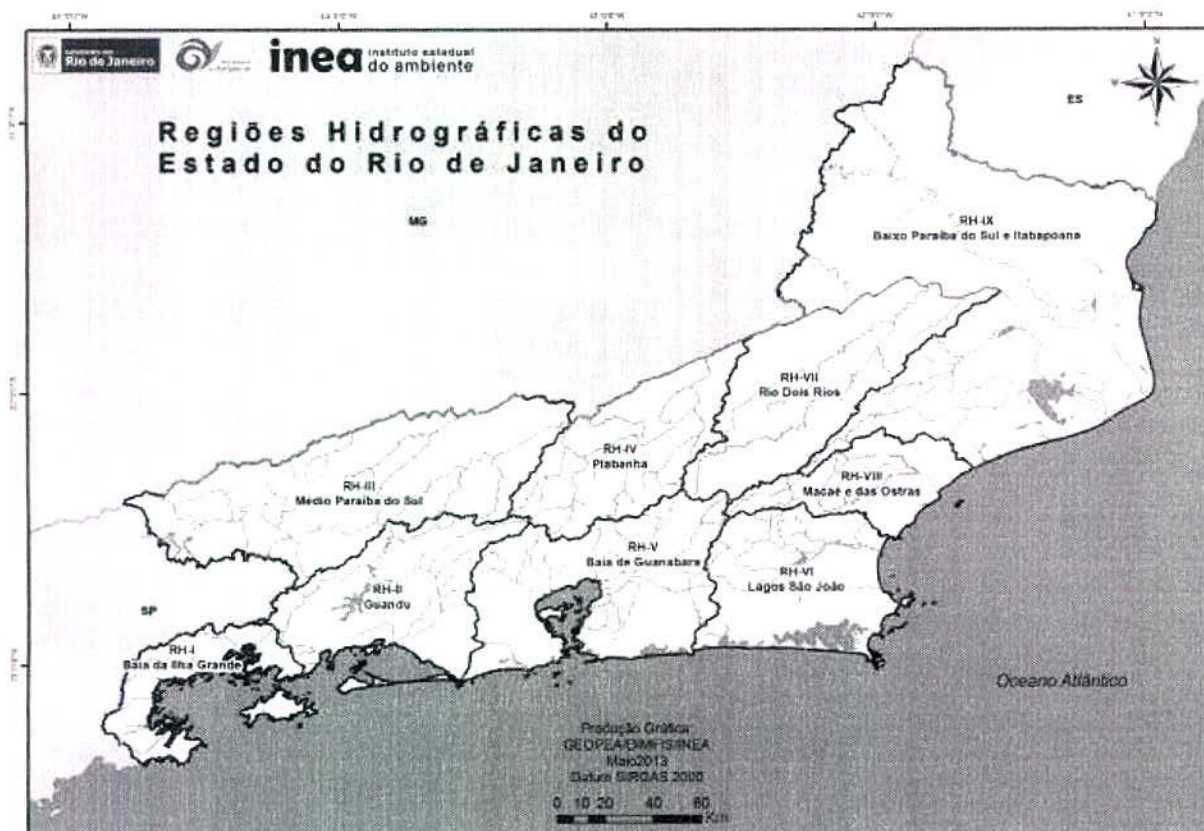 Rio de Janeiro
inea instituto estadual
do ambiente
Regiões Hidrográficas do
Estado do Rio de Janeiro
ES
MG
RH-IX
Baixo Paraíba do Sul e Itabapoana
RH-VII
Rio Dois Rios
RH-IV
Piabanha
RH-VIII
Macaé e das Ostras
RH-III
Médio Paraíba do Sul
RH-V
Baia de Guanabara
RH-VI
Lagos São João
RH-II
Guandu
SP
RH-I
Baia da Ilha Grande
Oceano Atlântico
Produção Gráfica
GEOPEA/DIMFIS/INEA
Maio2013
Datum SIRGAS 2000
0 10 20 40 60
Km